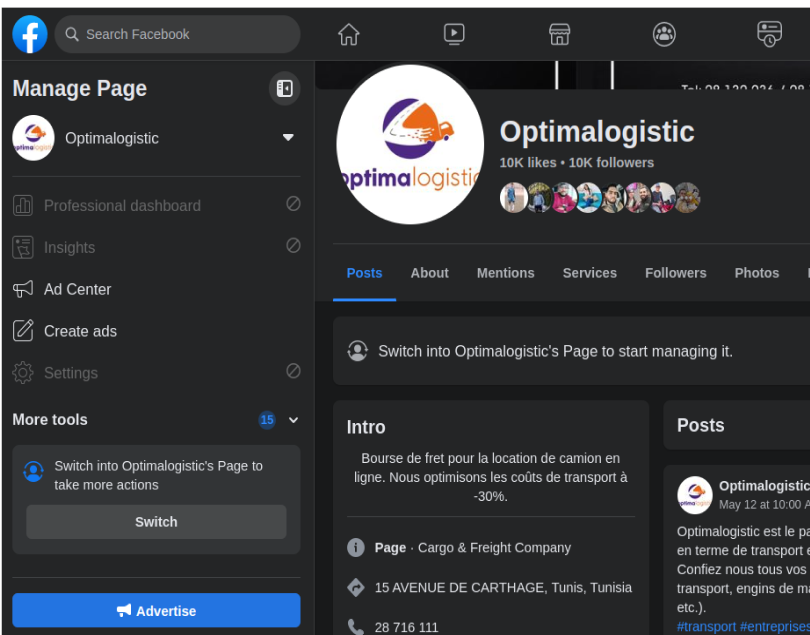 Search Facebook
Manage Page
Optimalogistic
Professional dashboard
Insights
Ad Center
Create ads
Settings
More tools
15
Switch into Optimalogistic's Page to
take more actions
Switch
Advertise
optimalogistic
Optimalogistic
10K likes • 10K followers
Posts About Mentions Services Followers Photos
Switch into Optimalogistic's Page to start managing it.
Intro
Bourse de fret pour la location de camion en
ligne. Nous optimisons les coûts de transport à
-30%.
Page · Cargo & Freight Company
15 AVENUE DE CARTHAGE, Tunis, Tunisia
28 716 111
Posts
Optimalogistic
May 12 at 10:00 A
Optimalogistic est le pa
en terme de transport e
Confiez nous tous vos
transport, engins de ma
etc.).
#transport #entreprises